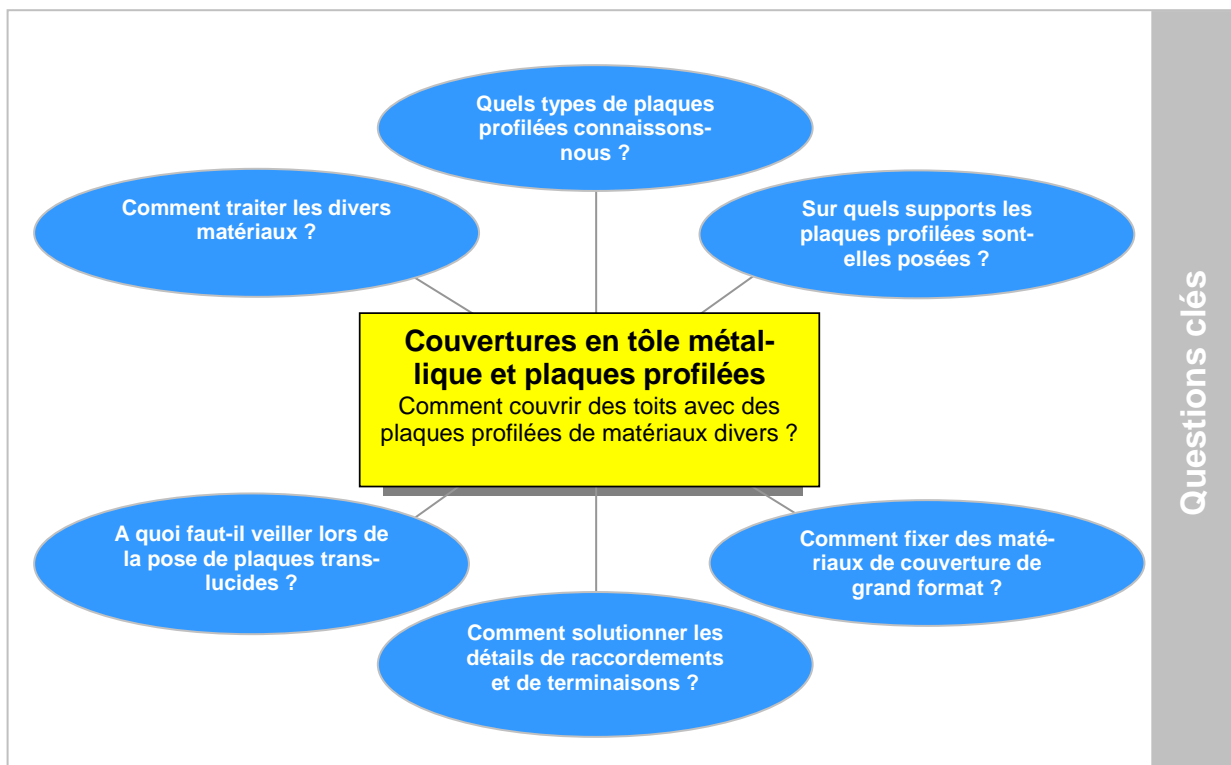 Quels types de plaques
profilées connaissons-
nous ?
Comment traiter les divers
matériaux ?
Sur quels supports les
plaques profilées sont-
elles posées ?
Couvertures en tôle métal-
lique et plaques profilées
Comment couvrir des toits avec des
plaques profilées de matériaux divers ?
A quoi faut-il veiller lors de
la pose de plaques trans-
lucides ?
Comment fixer des maté-
riaux de couverture de
grand format ?
Comment solutionner les
détails de raccordements
et de terminaisons ?
Questions clés